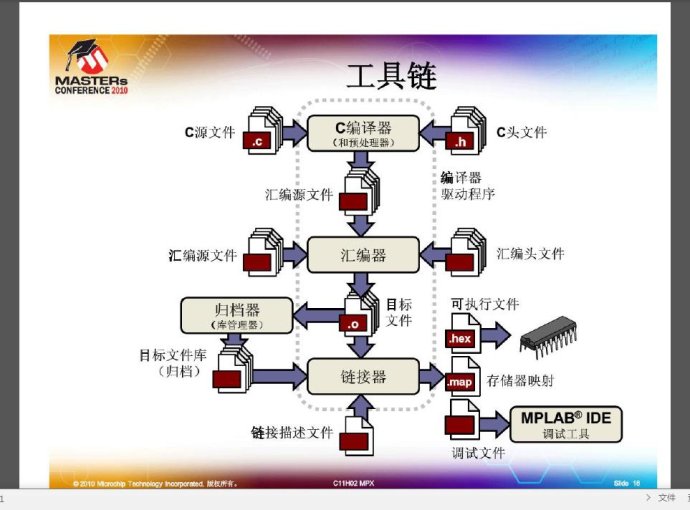 MASTERs
CONFERENCE 2010
工具链
C源文件
.c
C编译器
（和预处理器）
.h
C头文件
汇编源文件
编译器
驱动程序
汇编源文件
汇编器
汇编头文件
归档器
（库管理器）
.o
目标
文件
可执行文件
.hex
目标文件库
（归档）
链接器
.map
存储器映射
链接描述文件
MPLAB® IDE
调试工具
调试文件
© 2010 Microchip Technology Incorporated. 版权所有。
C11H02 MPX
Slide 16
1
文件